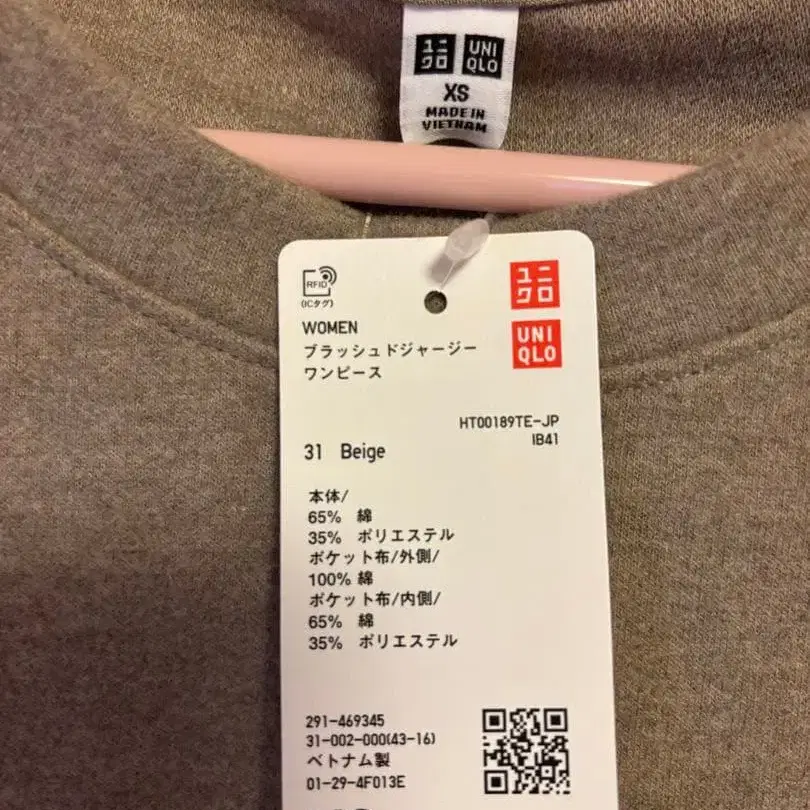 ユニ
クロ
UNI
QLO
XS
MADE IN
VIETNAM
RFID
(ICタグ)
ユニ
クロ
UNI
QLO
WOMEN
ブラッシュドジャージー
ワンピース
HT00189TE-JP
IB41
31 Beige
本体/
65% 綿
35% ポリエステル
ポケット布/外側/
100% 綿
ポケット布/内側/
65% 綿
35% ポリエステル
291-469345
31-002-000(43-16)
ベトナム製
01-29-4F013E